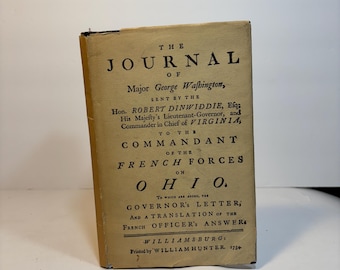 THE
JOURNAL
OF
Major George Washington,
SENT BY THE
Hon. ROBERT DINWIDDIE, Esq;
His Majesty's Lieutenant-Governor, and
Commander in Chief of VIRGINIA,
TO THE
COMMANDANT
OF THE
FRENCH FORCES
ON
OHIO.
TO WHICH ARE ADDED, THE
GOVERNOR'S LETTER;
AND A TRANSLATION OF THE
FRENCH OFFICER'S ANSWER.
WILLIAMSBURG:
Printed by WILLIAM HUNTER. 1754.